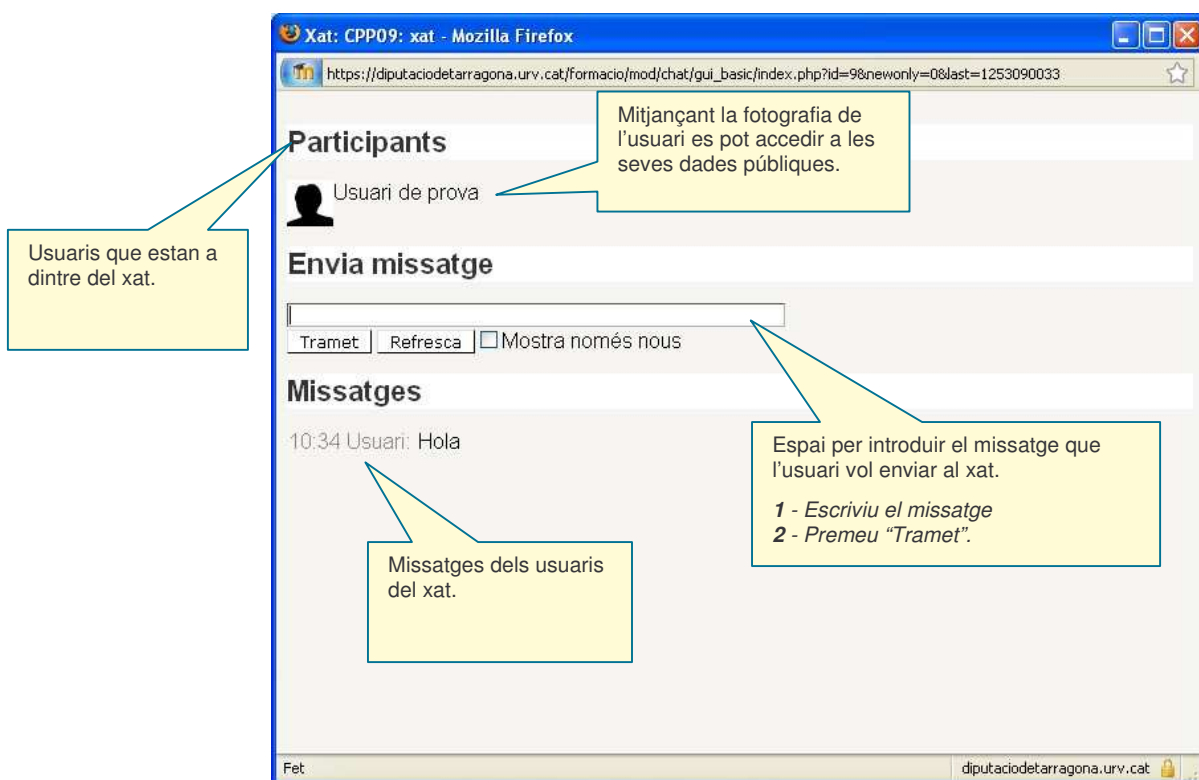 Xat: CPP09: xat - Mozilla Firefox
https://diputaciodetarragona.urv.cat/formacio/mod/chat/gui_basic/index.php?id=9&newonly=0&last=1253090033
Mitjançant la fotografia de
l’usuari es pot accedir a les
seves dades públiques.
Participants
Usuari de prova
Usuaris que estan a
dintre del xat.
Envia missatge
Tramet
Refresca
Mostra només nous
Missatges
10:34 Usuari: Hola
Espai per introduir el missatge que
l’usuari vol enviar al xat.
1 - Escriviu el missatge
2 - Premeu “Tramet”.
Missatges dels usuaris
del xat.
Fet
diputaciodetarragona.urv.cat